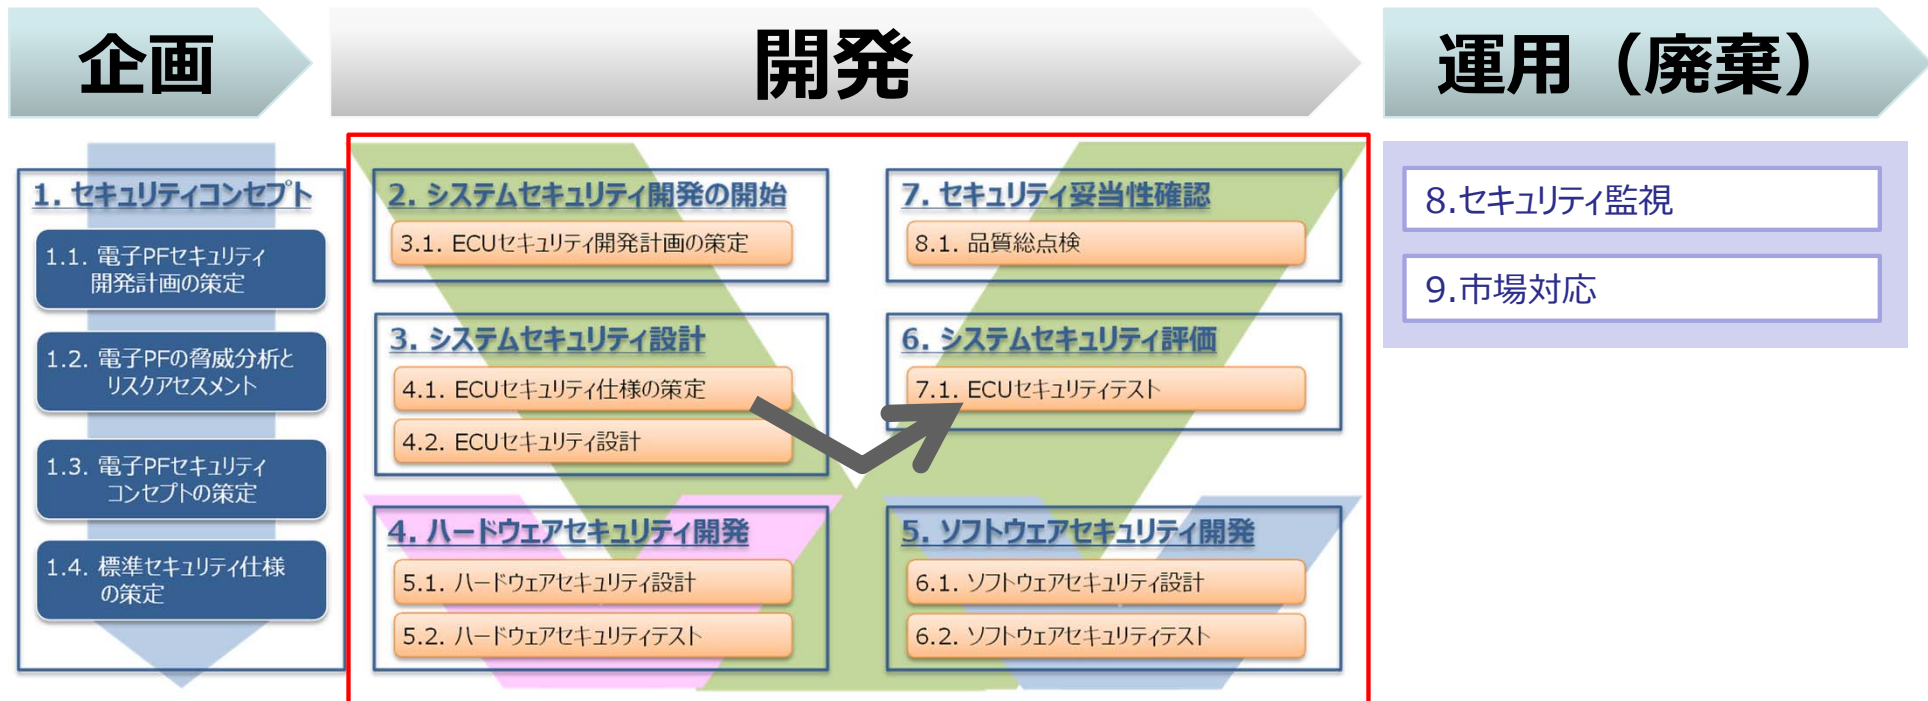 企画
開発
運用（廃棄）
1. セキュリティコンセプト
1.1. 電子PFセキュリティ
開発計画の策定
1.2. 電子PFの脅威分析と
リスクアセスメント
1.3. 電子PFセキュリティ
コンセプトの策定
1.4. 標準セキュリティ仕様
の策定
2. システムセキュリティ開発の開始
3.1. ECUセキュリティ開発計画の策定
3. システムセキュリティ設計
4.1. ECUセキュリティ仕様の策定
4.2. ECUセキュリティ設計
4. ハードウェアセキュリティ開発
5.1. ハードウェアセキュリティ設計
5.2. ハードウェアセキュリティテスト
7. セキュリティ妥当性確認
8.1. 品質総点検
6. システムセキュリティ評価
7.1. ECUセキュリティテスト
5. ソフトウェアセキュリティ開発
6.1. ソフトウェアセキュリティ設計
6.2. ソフトウェアセキュリティテスト
8.セキュリティ監視
9.市場対応